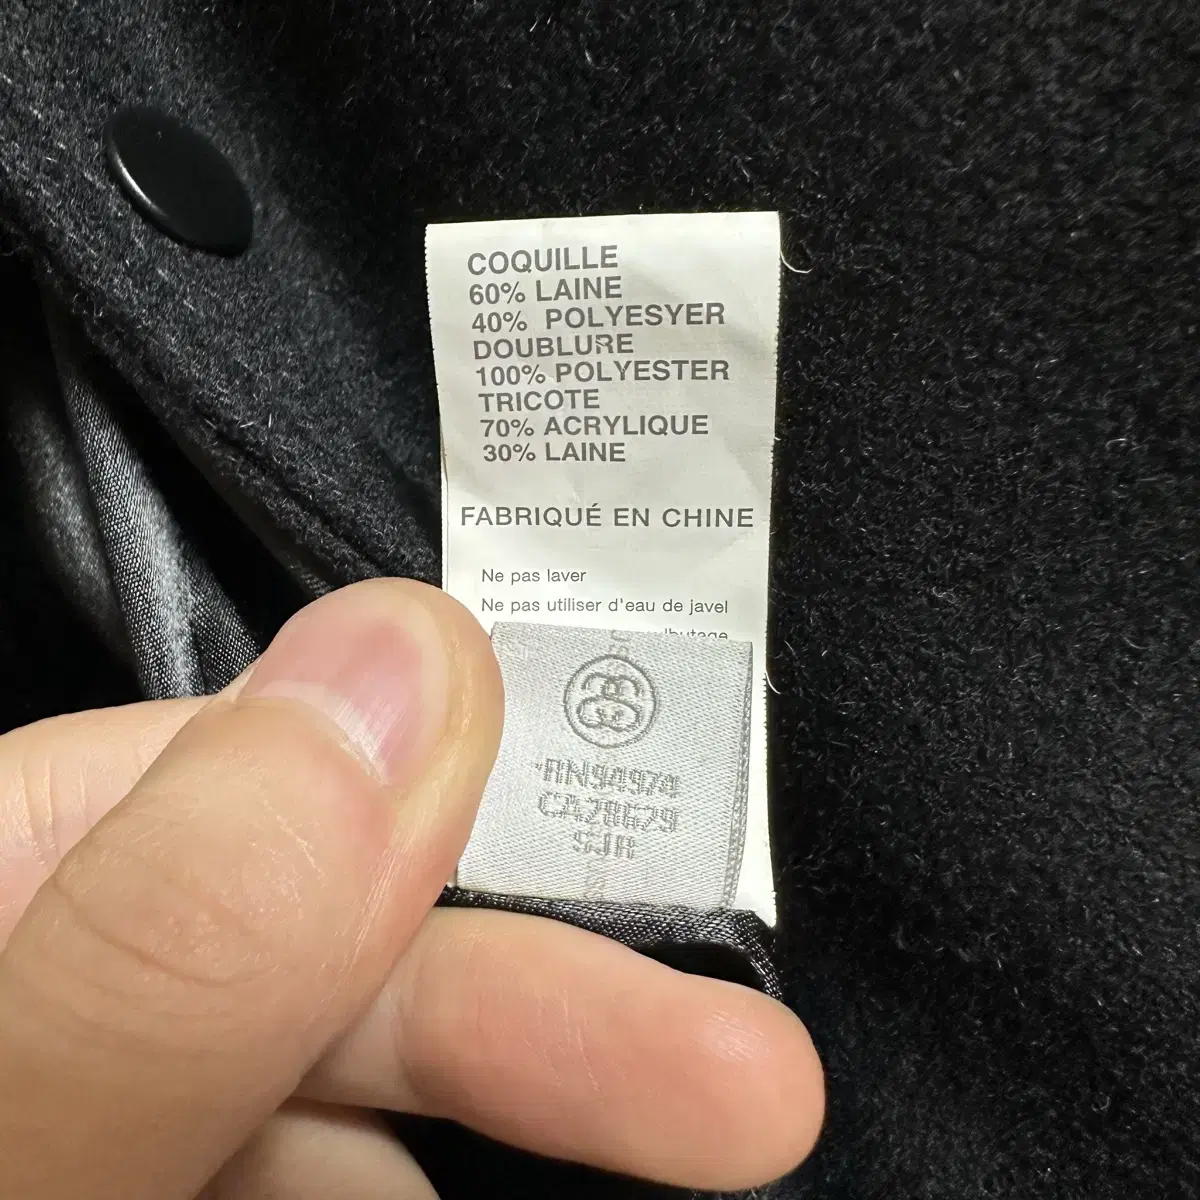 COQUILLE
60% LAINE
40% POLYESYER
DOUBLURE
100% POLYESTER
TRICOTE
70% ACRYLIQUE
30% LAINE
FABRIQUÉ EN CHINE
Ne pas laver
Ne pas utiliser d'eau de javel
RN94974
CA28679
SJR